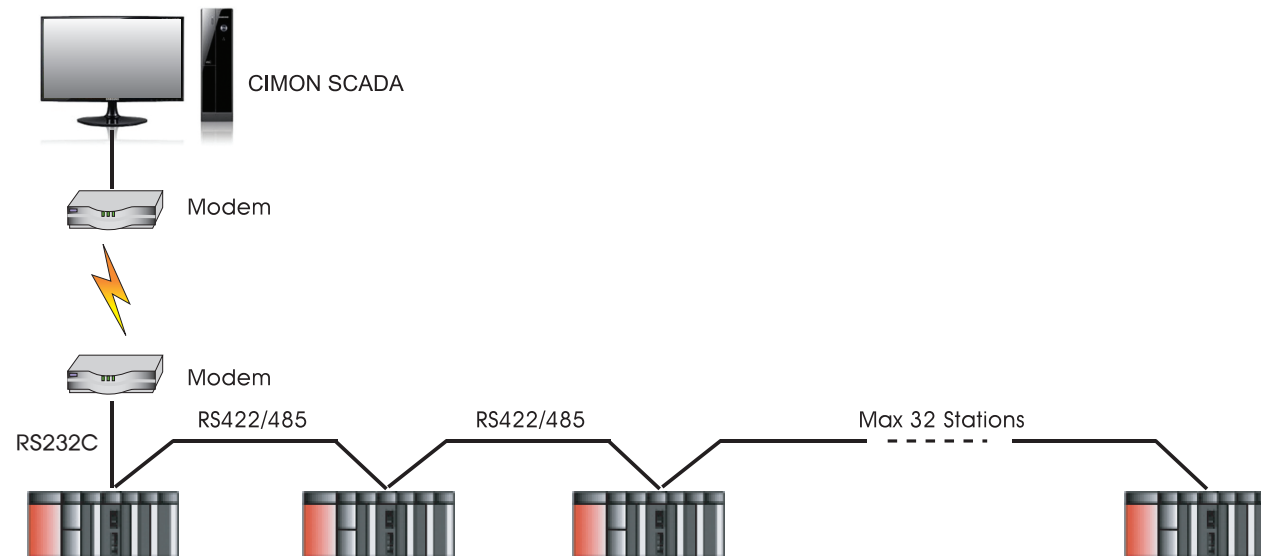 CIMON SCADA
Modem
Modem
RS232C
RS422/485
RS422/485
Max 32 Stations